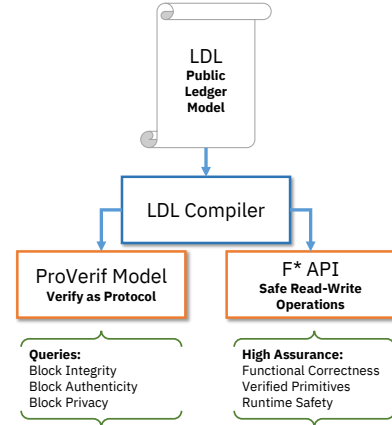 LDL
Public
Ledger
Model
LDL Compiler
ProVerif Model
Verify as Protocol
F* API
Safe Read-Write
Operations
Queries:
Block Integrity
Block Authenticity
Block Privacy
High Assurance:
Functional Correctness
Verified Primitives
Runtime Safety